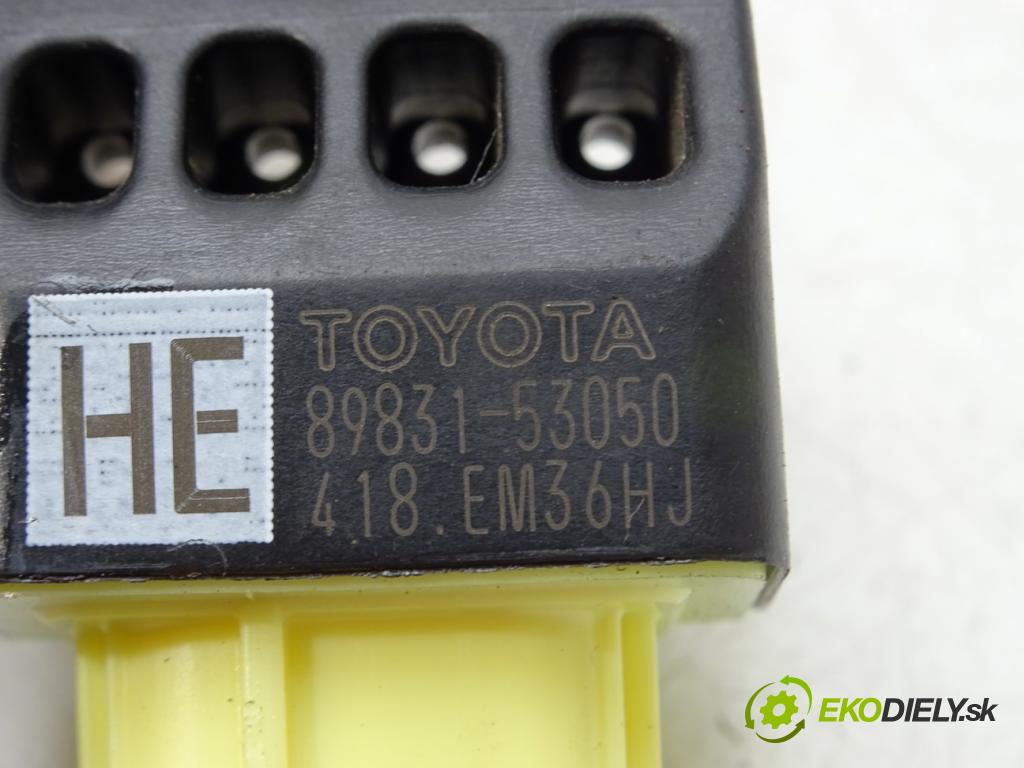 HE
TOYOTA
89831-53050
418.EM36HJ
EKODIELY.sk